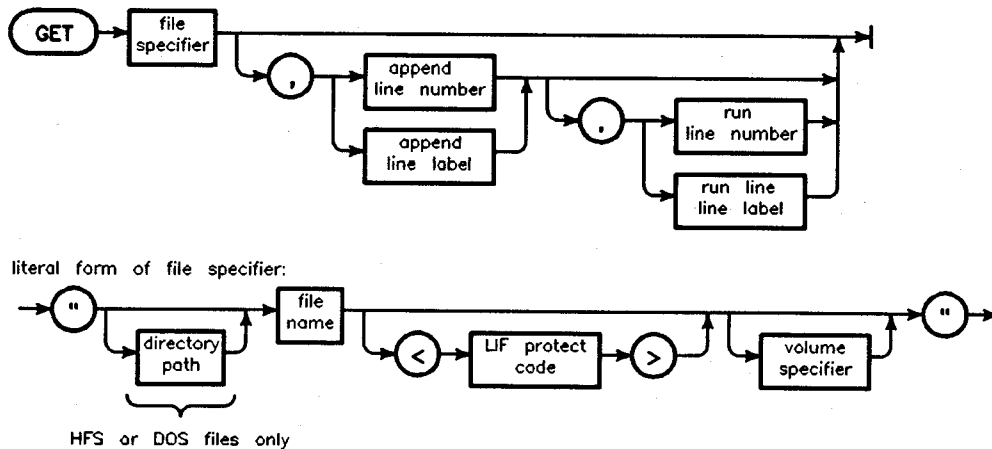 GET
file
specifier
,
append
line number
append
line label
,
run
line number
run line
line label
literal form of file specifier:
"
directory
path
file
name
<
LIF protect
code
>
volume
specifier
"
HFS or DOS files only